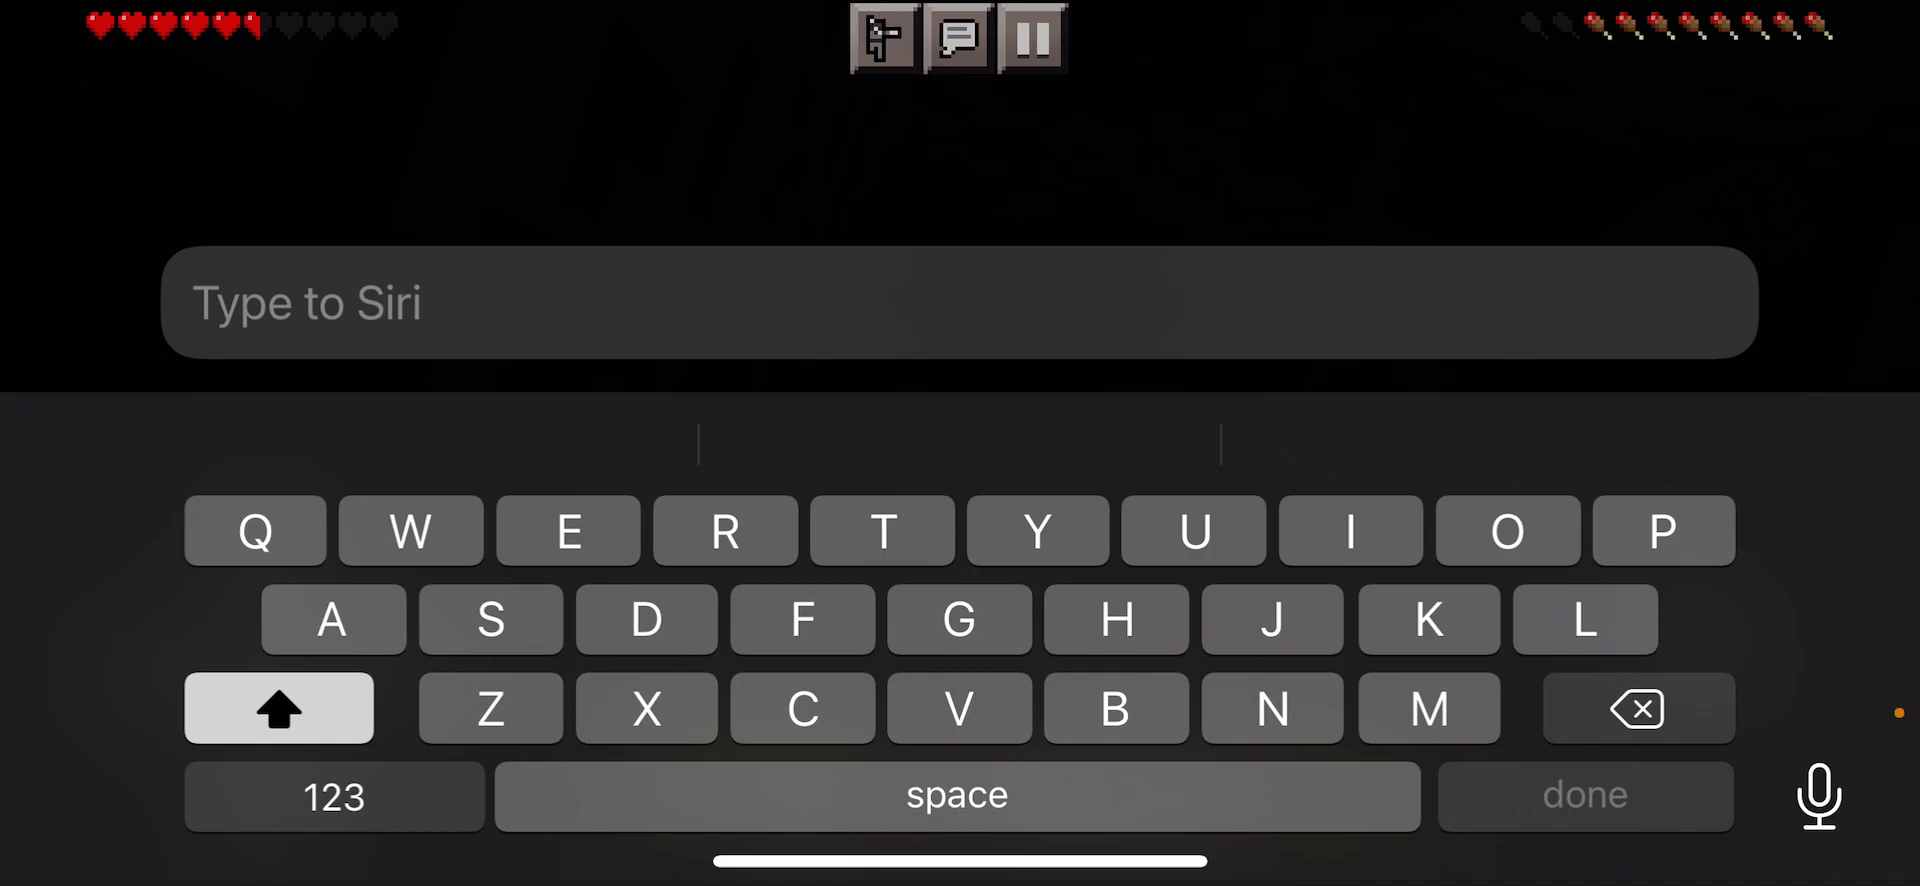 Type to Siri
Q W E R T Y U I O P
A S D F G H J K L
Z X C V B N M
123 space done